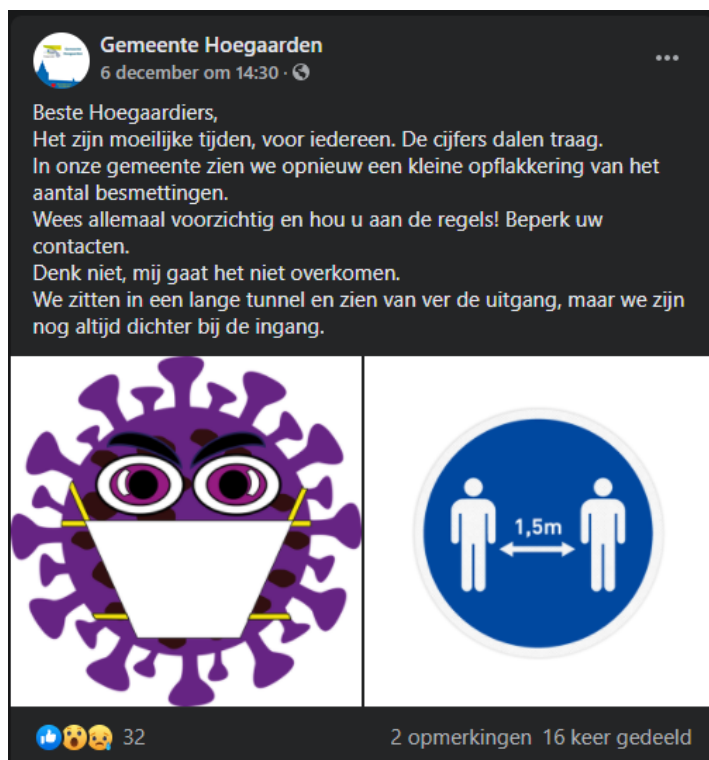 Gemeente Hoegaarden
6 december om 14:30 ·
Beste Hoegaardiers,
Het zijn moeilijke tijden, voor iedereen. De cijfers dalen traag.
In onze gemeente zien we opnieuw een kleine opflakkering van het
aantal besmettingen.
Wees allemaal voorzichtig en hou u aan de regels! Beperk uw
contacten.
Denk niet, mij gaat het niet overkomen.
We zitten in een lange tunnel en zien van ver de uitgang, maar we zijn
nog altijd dichter bij de ingang.
1,5m
32
2 opmerkingen 16 keer gedeeld